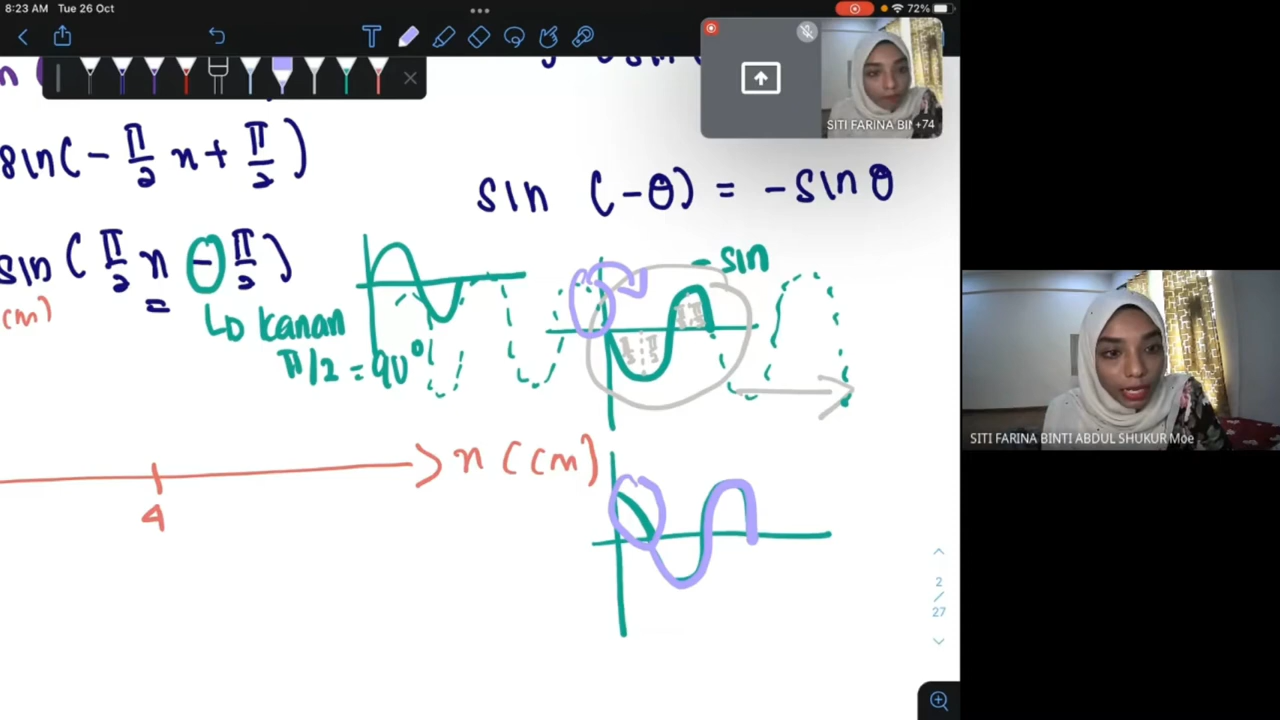 8:23 AM Tue 26 Oct
72%
T
SITI FARINA BIN +74
sin(- π/2 x + π/2)
sin (-θ) = -sin θ
sin( π/2 x - π/2)
(cm)
↳ kanan
π/2 = 90°
- sin
x (cm)
4
2
/
27
SITI FARINA BINTI ABDUL SHUKUR Moe